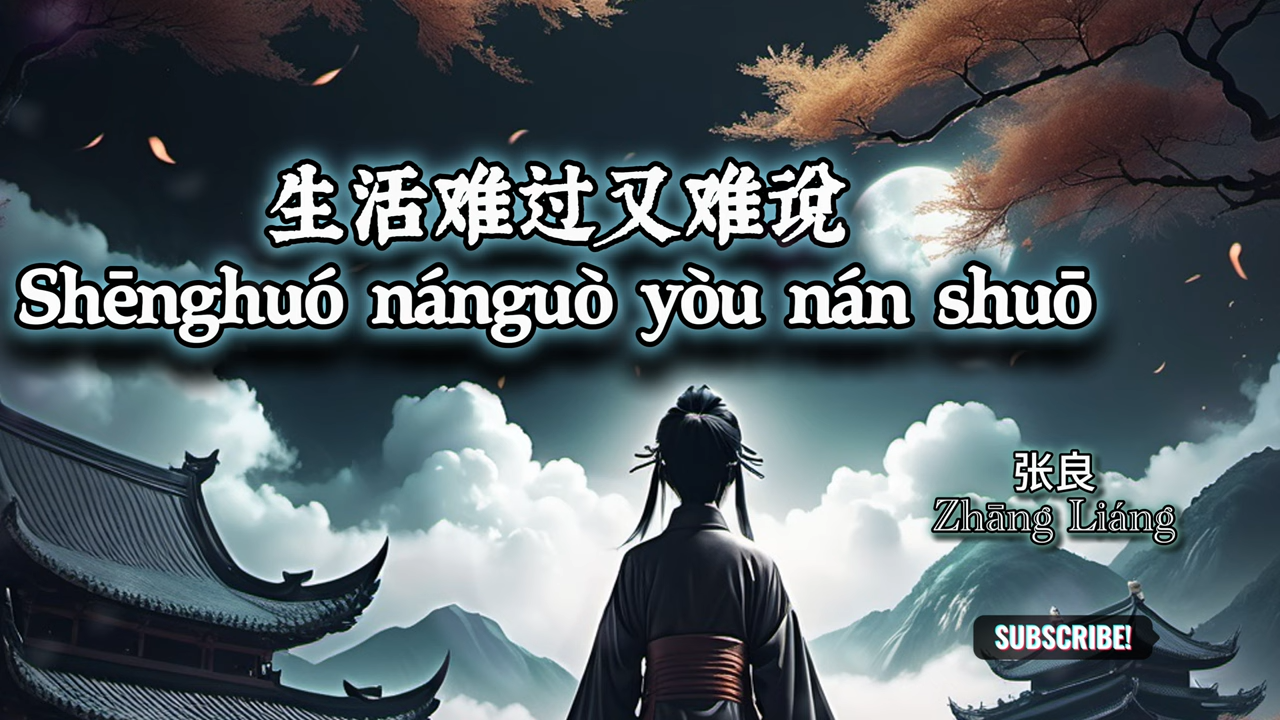 生活难过又难说
Shēnghuó nánguò yòu nán shuō
张良
Zhāng Liáng
SUBSCRIBE!